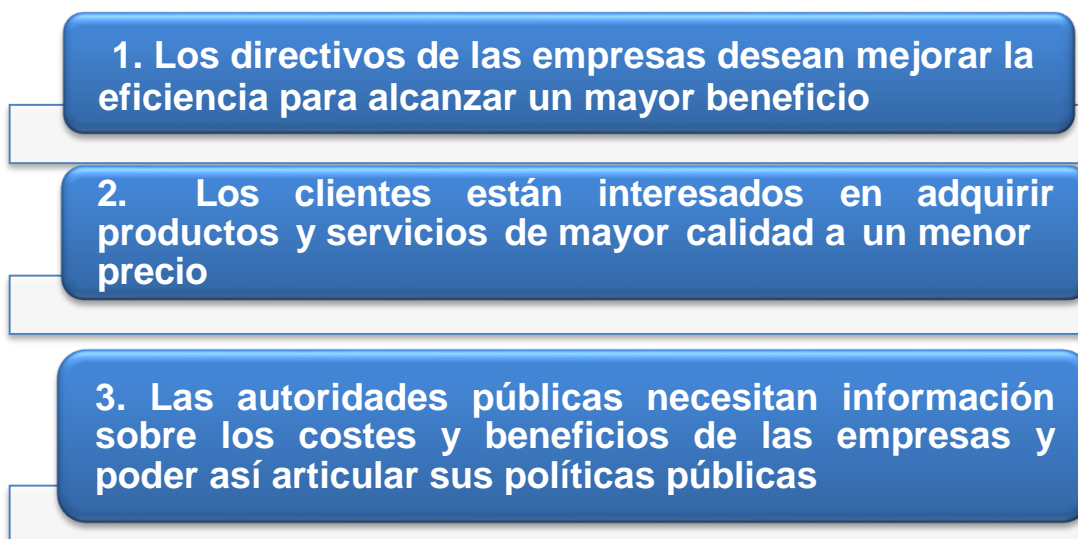 1. Los directivos de las empresas desean mejorar la
eficiencia para alcanzar un mayor beneficio
2. Los clientes están interesados en adquirir
productos y servicios de mayor calidad a un menor
precio
3. Las autoridades públicas necesitan información
sobre los costes y beneficios de las empresas y
poder así articular sus políticas públicas